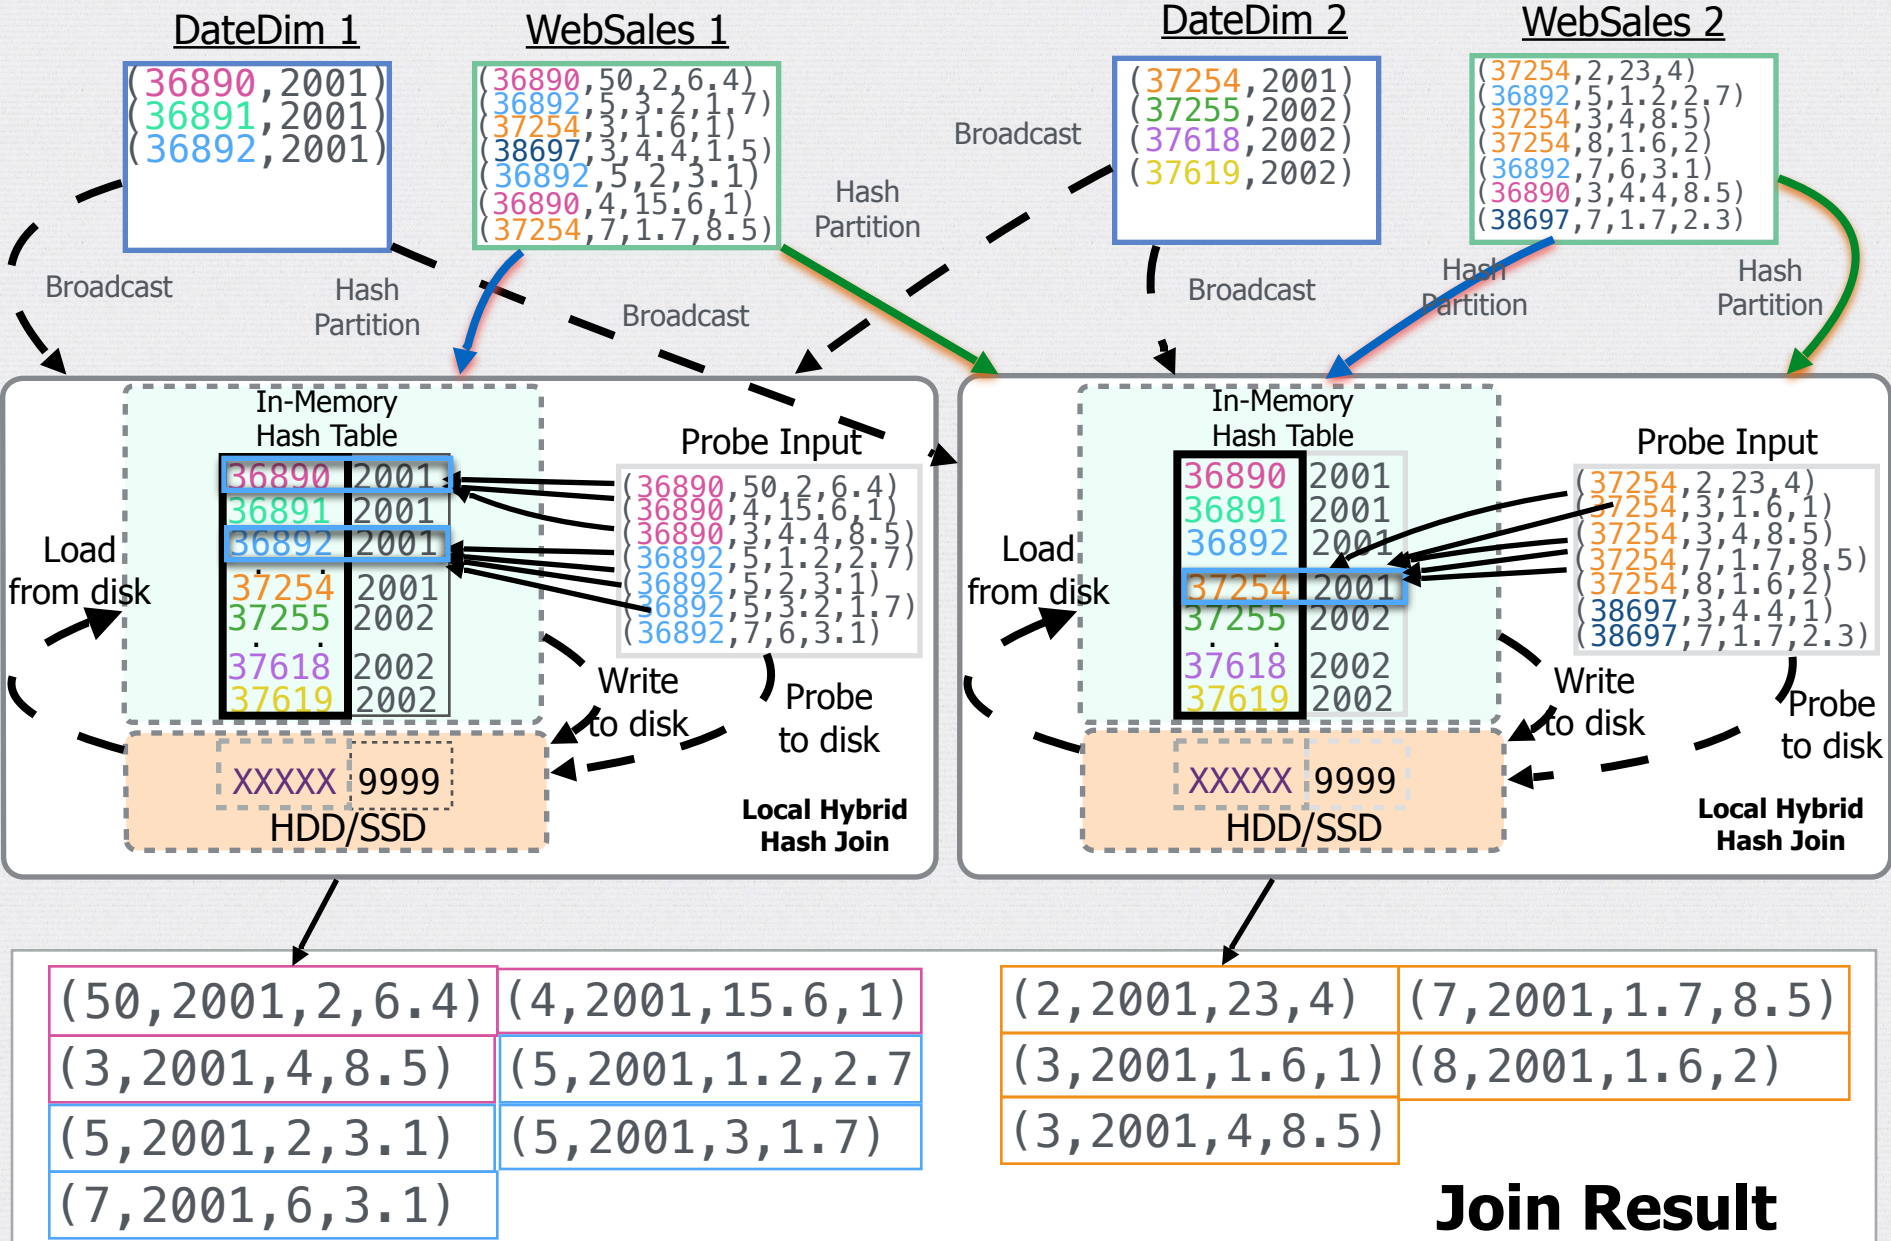 DateDim 1
(36890,2001)
(36891,2001)
(36892,2001)
WebSales 1
(36890,50,2,6.4)
(36892,5,3.2,1.7)
(37254,3,1.6,1)
(38697,3,4.4,1.5)
(36892,5,2,3.1)
(36890,4,15.6,1)
(37254,7,1.7,8.5)
DateDim 2
(37254,2001)
(37255,2002)
(37618,2002)
(37619,2002)
WebSales 2
(37254,2,23,4)
(36892,5,1.2,2.7)
(37254,3,4,8.5)
(37254,8,1.6,2)
(36892,7,6,3.1)
(36890,3,4.4,8.5)
(38697,7,1.7,2.3)
Broadcast
Hash
Partition
Broadcast
Hash
Partition
Broadcast
Broadcast
Hash
Partition
Hash
Partition
In-Memory
Hash Table
36890 2001
36891 2001
36892 2001
. .
37254 2001
37255 2002
. .
37618 2002
37619 2002
Probe Input
(36890,50,2,6.4)
(36890,4,15.6,1)
(36890,3,4.4,8.5)
(36892,5,1.2,2.7)
(36892,5,2,3.1)
(36892,5,3.2,1.7)
(36892,7,6,3.1)
Load
from disk
Write
to disk
Probe
to disk
XXXXX 9999
HDD/SSD
Local Hybrid
Hash Join
In-Memory
Hash Table
36890 2001
36891 2001
36892 2001
37254 2001
37255 2002
. .
37618 2002
37619 2002
Probe Input
(37254,2,23,4)
(37254,3,1.6,1)
(37254,3,4,8.5)
(37254,7,1.7,8.5)
(37254,8,1.6,2)
(38697,3,4.4,1)
(38697,7,1.7,2.3)
Load
from disk
Write
to disk
Probe
to disk
XXXXX 9999
HDD/SSD
Local Hybrid
Hash Join
(50,2001,2,6.4) (4,2001,15.6,1)
(3,2001,4,8.5) (5,2001,1.2,2.7
(5,2001,2,3.1) (5,2001,3,1.7)
(7,2001,6,3.1)
(2,2001,23,4) (7,2001,1.7,8.5)
(3,2001,1.6,1) (8,2001,1.6,2)
(3,2001,4,8.5)
Join Result